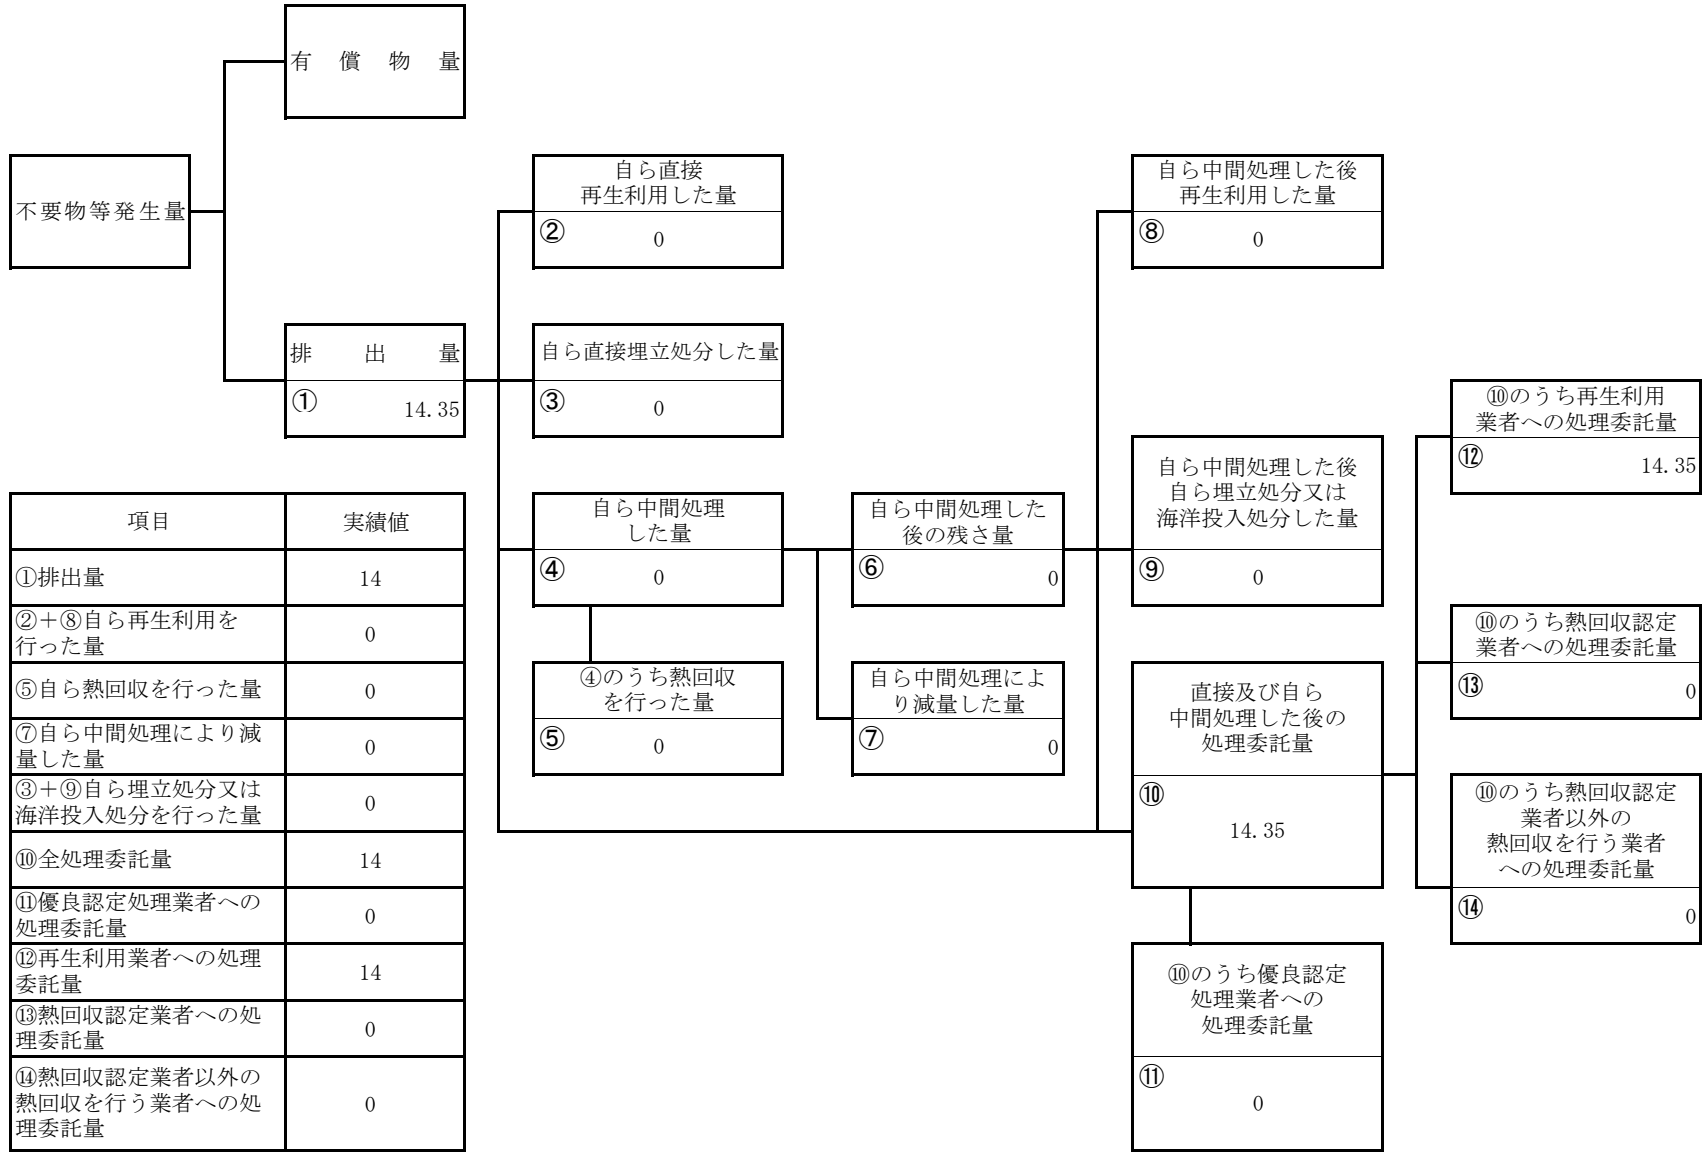 有償物量
不要物等発生量
排出量
①
14.35
自ら直接
再生利用した量
②
0
自ら直接埋立処分した量
③
0
自ら中間処理
した量
④
0
④のうち熱回収
を行った量
⑤
0
自ら中間処理した
後の残さ量
⑥
0
自ら中間処理によ
り減量した量
⑦
0
自ら中間処理した後
再生利用した量
⑧
0
自ら中間処理した後
自ら埋立処分又は
海洋投入処分した量
⑨
0
直接及び自ら
中間処理した後の
処理委託量
⑩
14.35
⑩のうち優良認定
処理業者への
処理委託量
⑪
0
⑩のうち再生利用
業者への処理委託量
⑫
14.35
⑩のうち熱回収認定
業者への処理委託量
⑬
0
⑩のうち熱回収認定
業者以外の
熱回収を行う業者
への処理委託量
⑭
0
項目 実績値
①排出量 14
②＋⑧自ら再生利用を
行った量 0
⑤自ら熱回収を行った量 0
⑦自ら中間処理により減
量した量 0
③＋⑨自ら埋立処分又は
海洋投入処分を行った量 0
⑩全処理委託量 14
⑪優良認定処理業者への
処理委託量 0
⑫再生利用業者への処理
委託量 14
⑬熱回収認定業者への処
理委託量 0
⑭熱回収認定業者以外の
熱回収を行う業者への処
理委託量 0